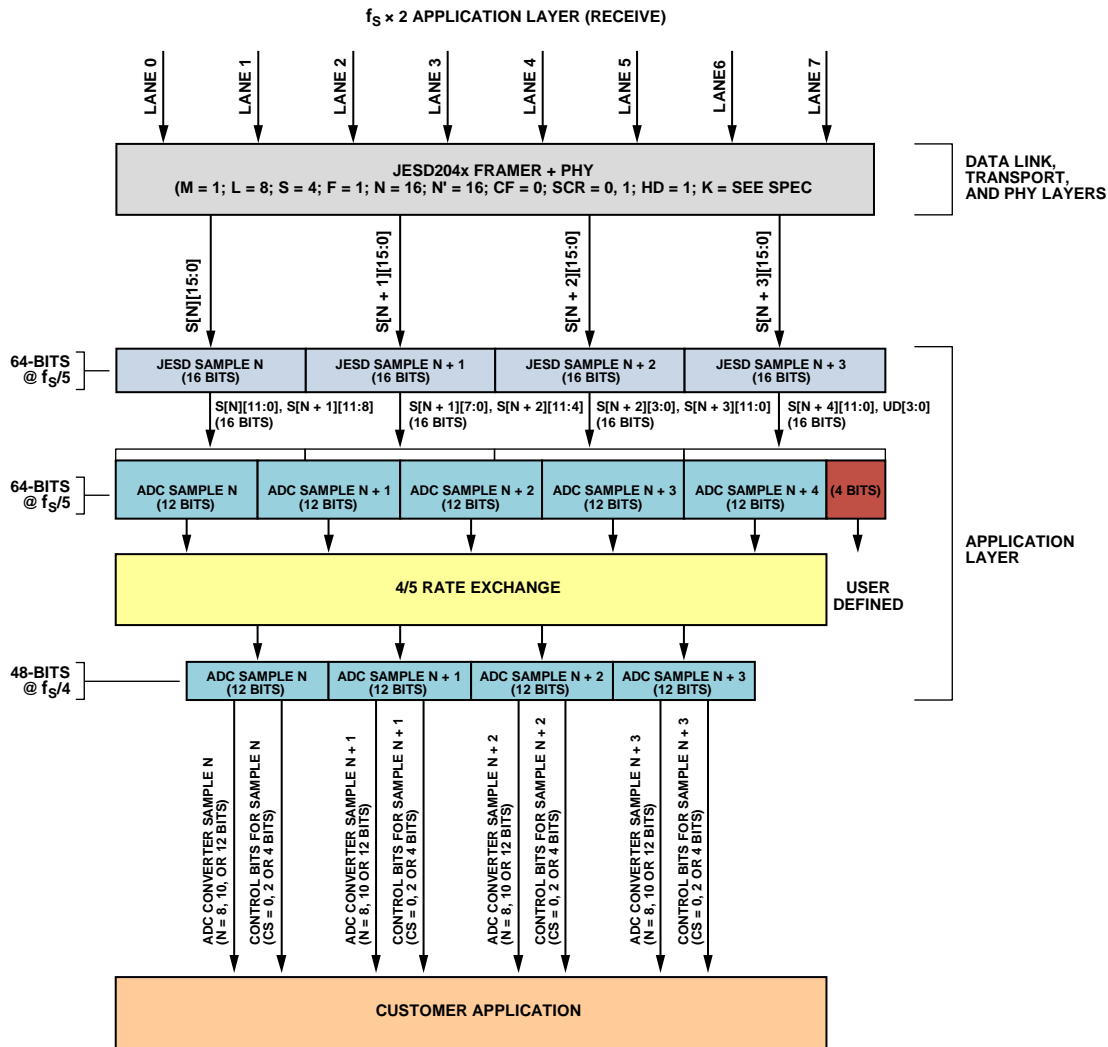 fS × 2 APPLICATION LAYER (RECEIVE)
LANE 0
LANE 1
LANE 2
LANE 3
LANE 4
LANE 5
LANE6
LANE 7
JESD204x FRAMER + PHY
(M = 1; L = 8; S = 4; F = 1; N = 16; N' = 16; CF = 0; SCR = 0, 1; HD = 1; K = SEE SPEC
DATA LINK,
TRANSPORT,
AND PHY LAYERS
S[N][15:0]
S[N + 1][15:0]
S[N + 2][15:0]
S[N + 3][15:0]
64-BITS
@ fS/5
JESD SAMPLE N
(16 BITS)
JESD SAMPLE N + 1
(16 BITS)
JESD SAMPLE N + 2
(16 BITS)
JESD SAMPLE N + 3
(16 BITS)
S[N][11:0], S[N + 1][11:8]
(16 BITS)
S[N + 1][7:0], S[N + 2][11:4]
(16 BITS)
S[N + 2][3:0], S[N + 3][11:0]
(16 BITS)
S[N + 4][11:0], UD[3:0]
(16 BITS)
64-BITS
@ fS/5
ADC SAMPLE N
(12 BITS)
ADC SAMPLE N + 1
(12 BITS)
ADC SAMPLE N + 2
(12 BITS)
ADC SAMPLE N + 3
(12 BITS)
ADC SAMPLE N + 4
(12 BITS)
(4 BITS)
APPLICATION
LAYER
4/5 RATE EXCHANGE
USER
DEFINED
48-BITS
@ fS/4
ADC SAMPLE N
(12 BITS)
ADC SAMPLE N + 1
(12 BITS)
ADC SAMPLE N + 2
(12 BITS)
ADC SAMPLE N + 3
(12 BITS)
ADC CONVERTER SAMPLE N
(N = 8, 10, OR 12 BITS)
CONTROL BITS FOR SAMPLE N
(CS = 0, 2 OR 4 BITS)
ADC CONVERTER SAMPLE N + 1
(N = 8, 10 OR 12 BITS)
CONTROL BITS FOR SAMPLE N + 1
(CS = 0, 2 OR 4 BITS)
ADC CONVERTER SAMPLE N + 2
(N = 8, 10 OR 12 BITS)
CONTROL BITS FOR SAMPLE N + 2
(CS = 0, 2 OR 4 BITS)
ADC CONVERTER SAMPLE N + 3
(N = 8, 10 OR 12 BITS)
CONTROL BITS FOR SAMPLE N + 3
(CS = 0, 2 OR 4 BITS)
CUSTOMER APPLICATION